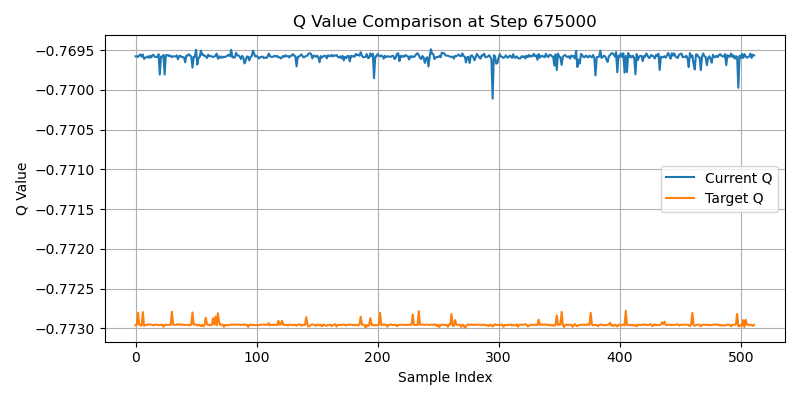 Q Value Comparison at Step 675000
Q Value
−0.7695
−0.7700
−0.7705
−0.7710
−0.7715
−0.7720
−0.7725
−0.7730
Current Q
Target Q
0
100
200
300
400
500
Sample Index